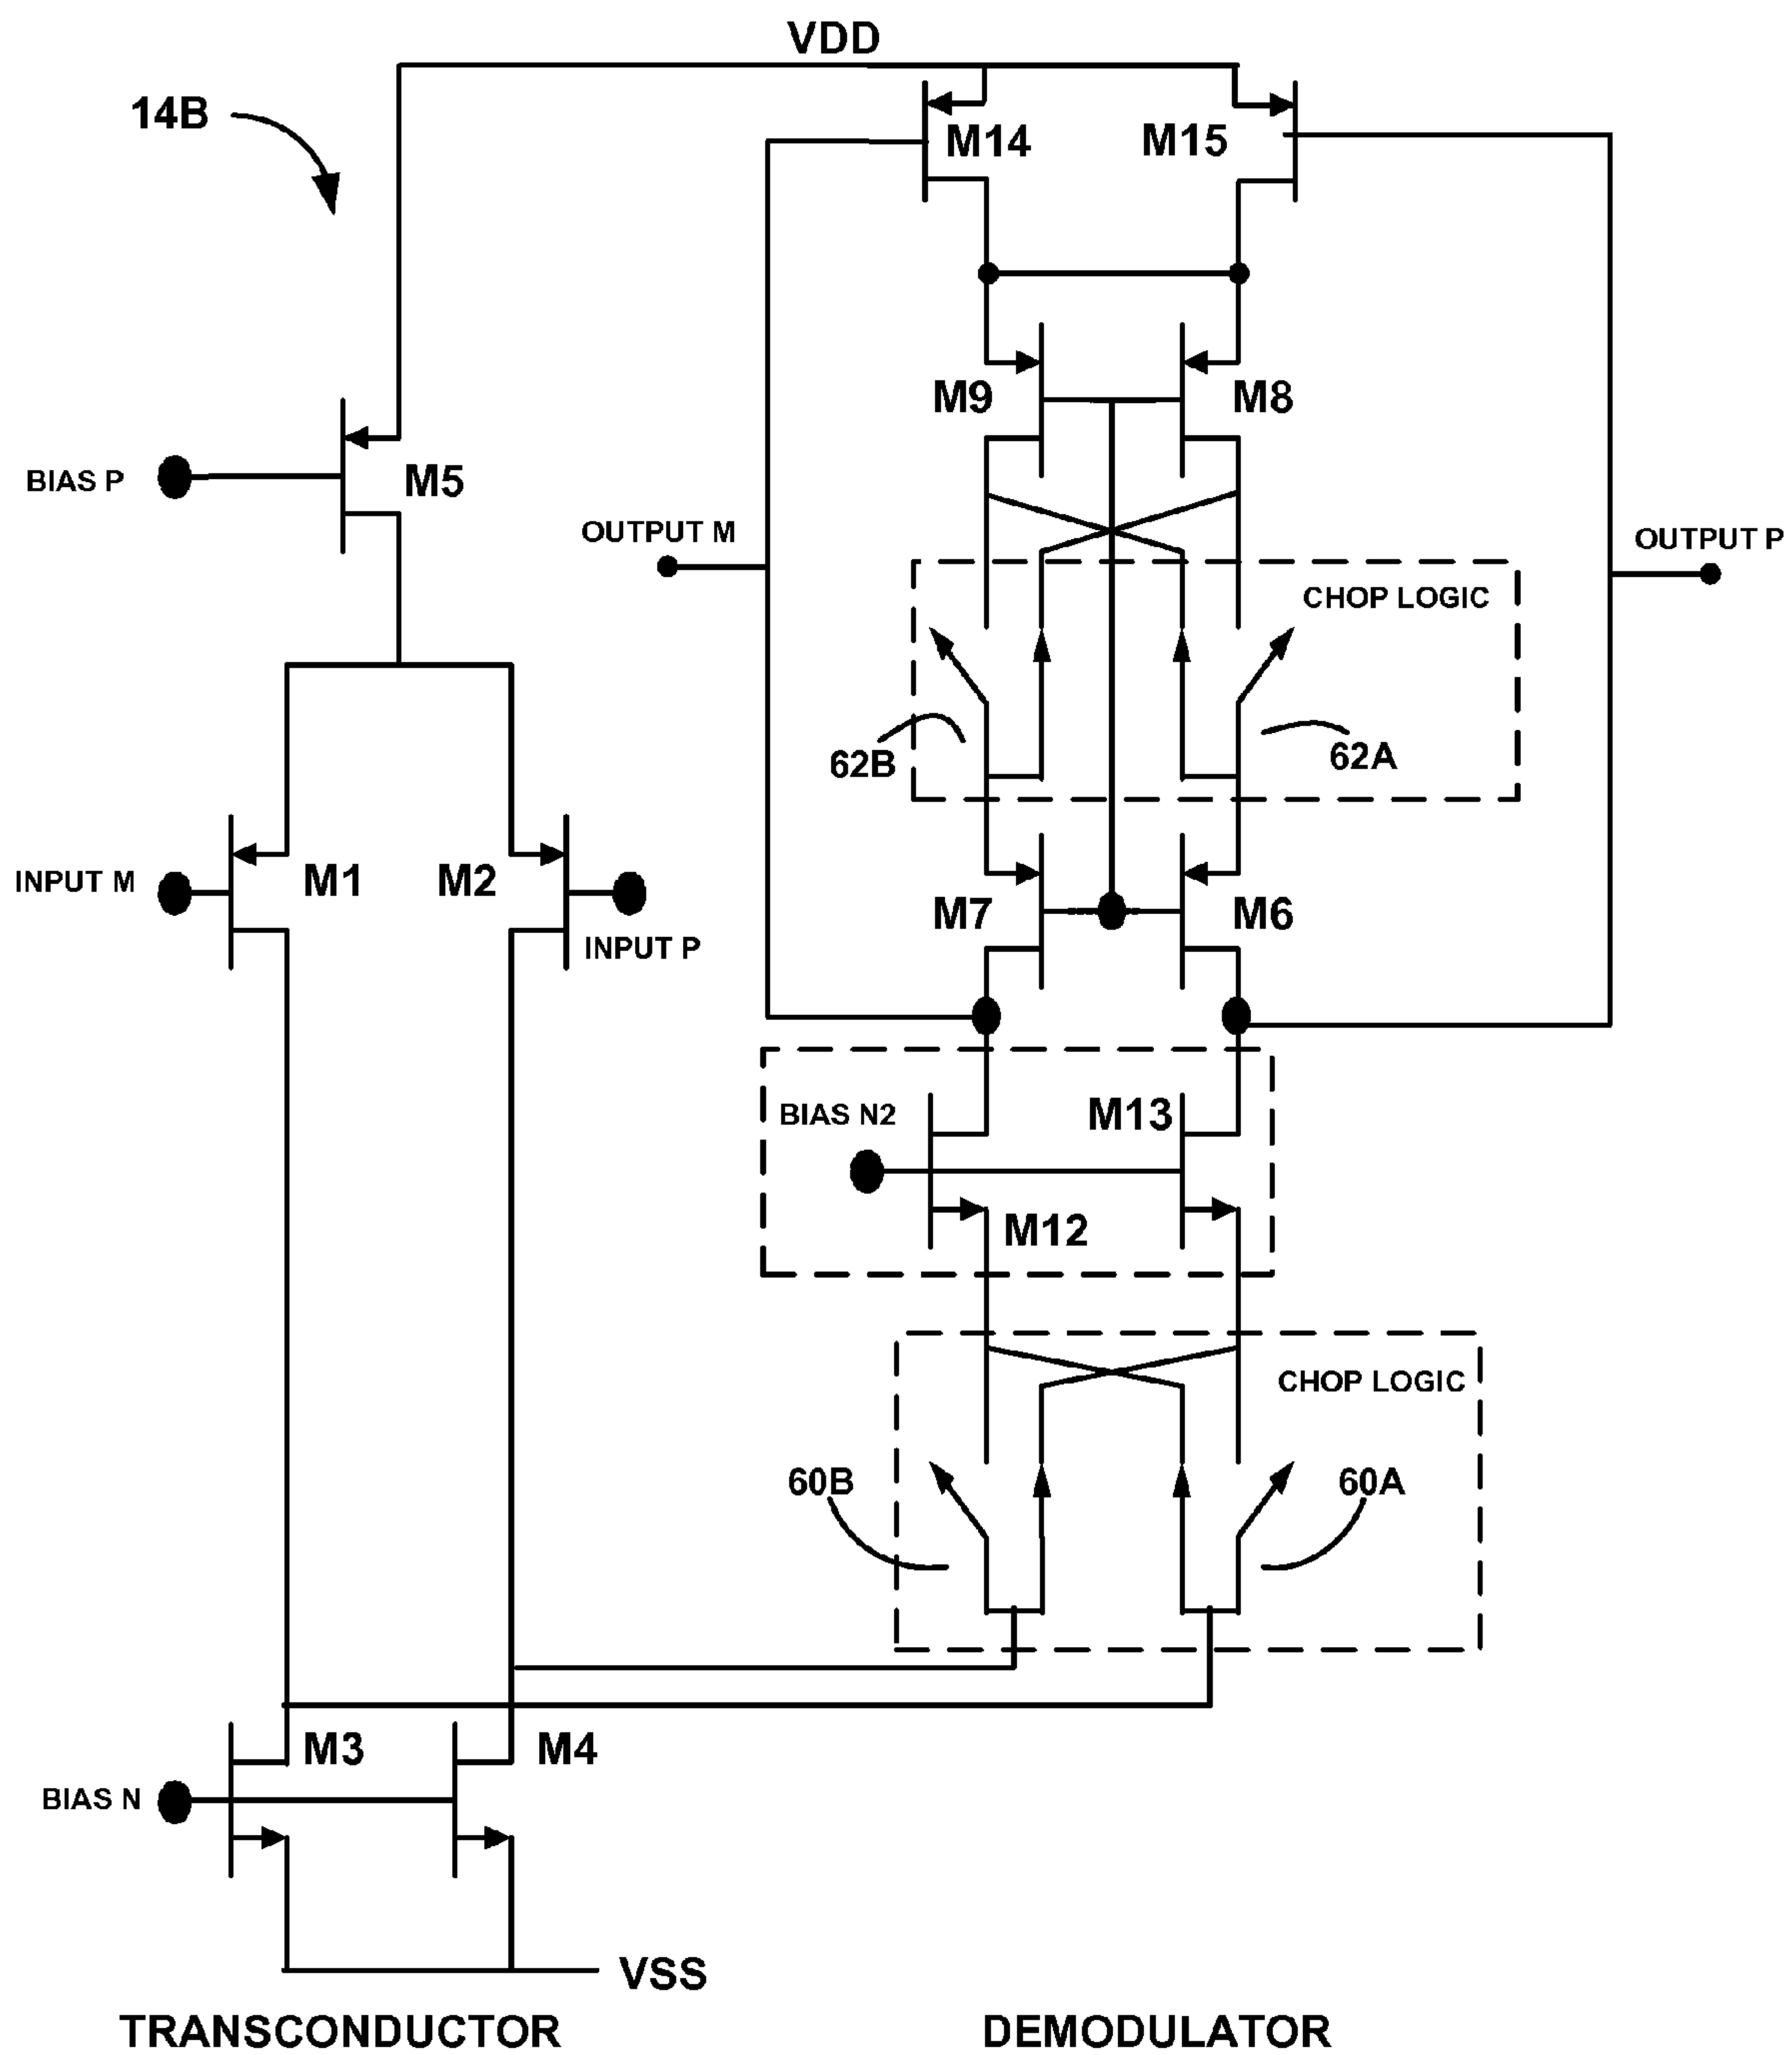 VDD
14B
M14
M15
M9
M8
BIAS P
M5
OUTPUT M
OUTPUT P
CHOP LOGIC
62B
62A
INPUT M
M1
M2
INPUT P
M7
M6
BIAS N2
M13
M12
CHOP LOGIC
60B
60A
M3
M4
BIAS N
VSS
TRANSCONDUCTOR
DEMODULATOR